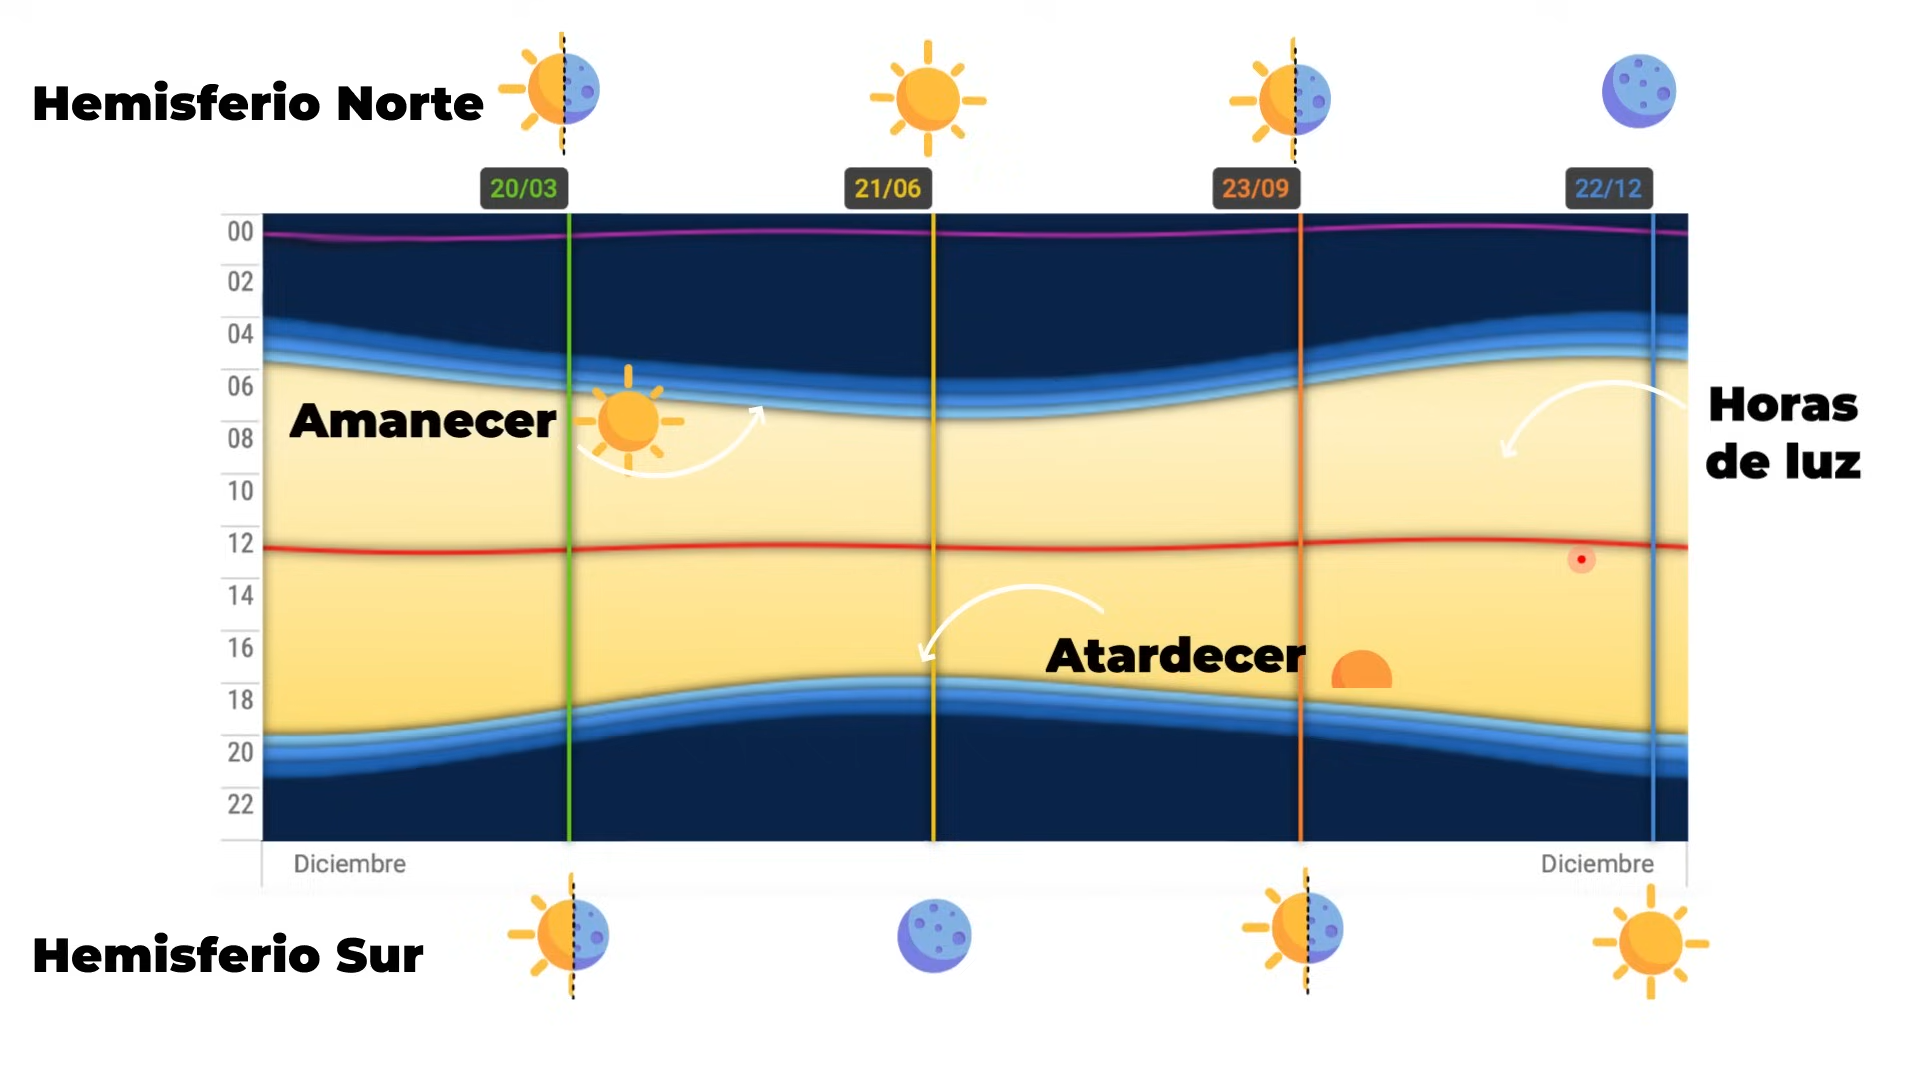 Hemisferio Norte
20/03
21/06
23/09
22/12
00
02
04
06
08
10
12
14
16
18
20
22
Amanecer
Horas
de luz
Atardecer
Diciembre
Diciembre
Hemisferio Sur